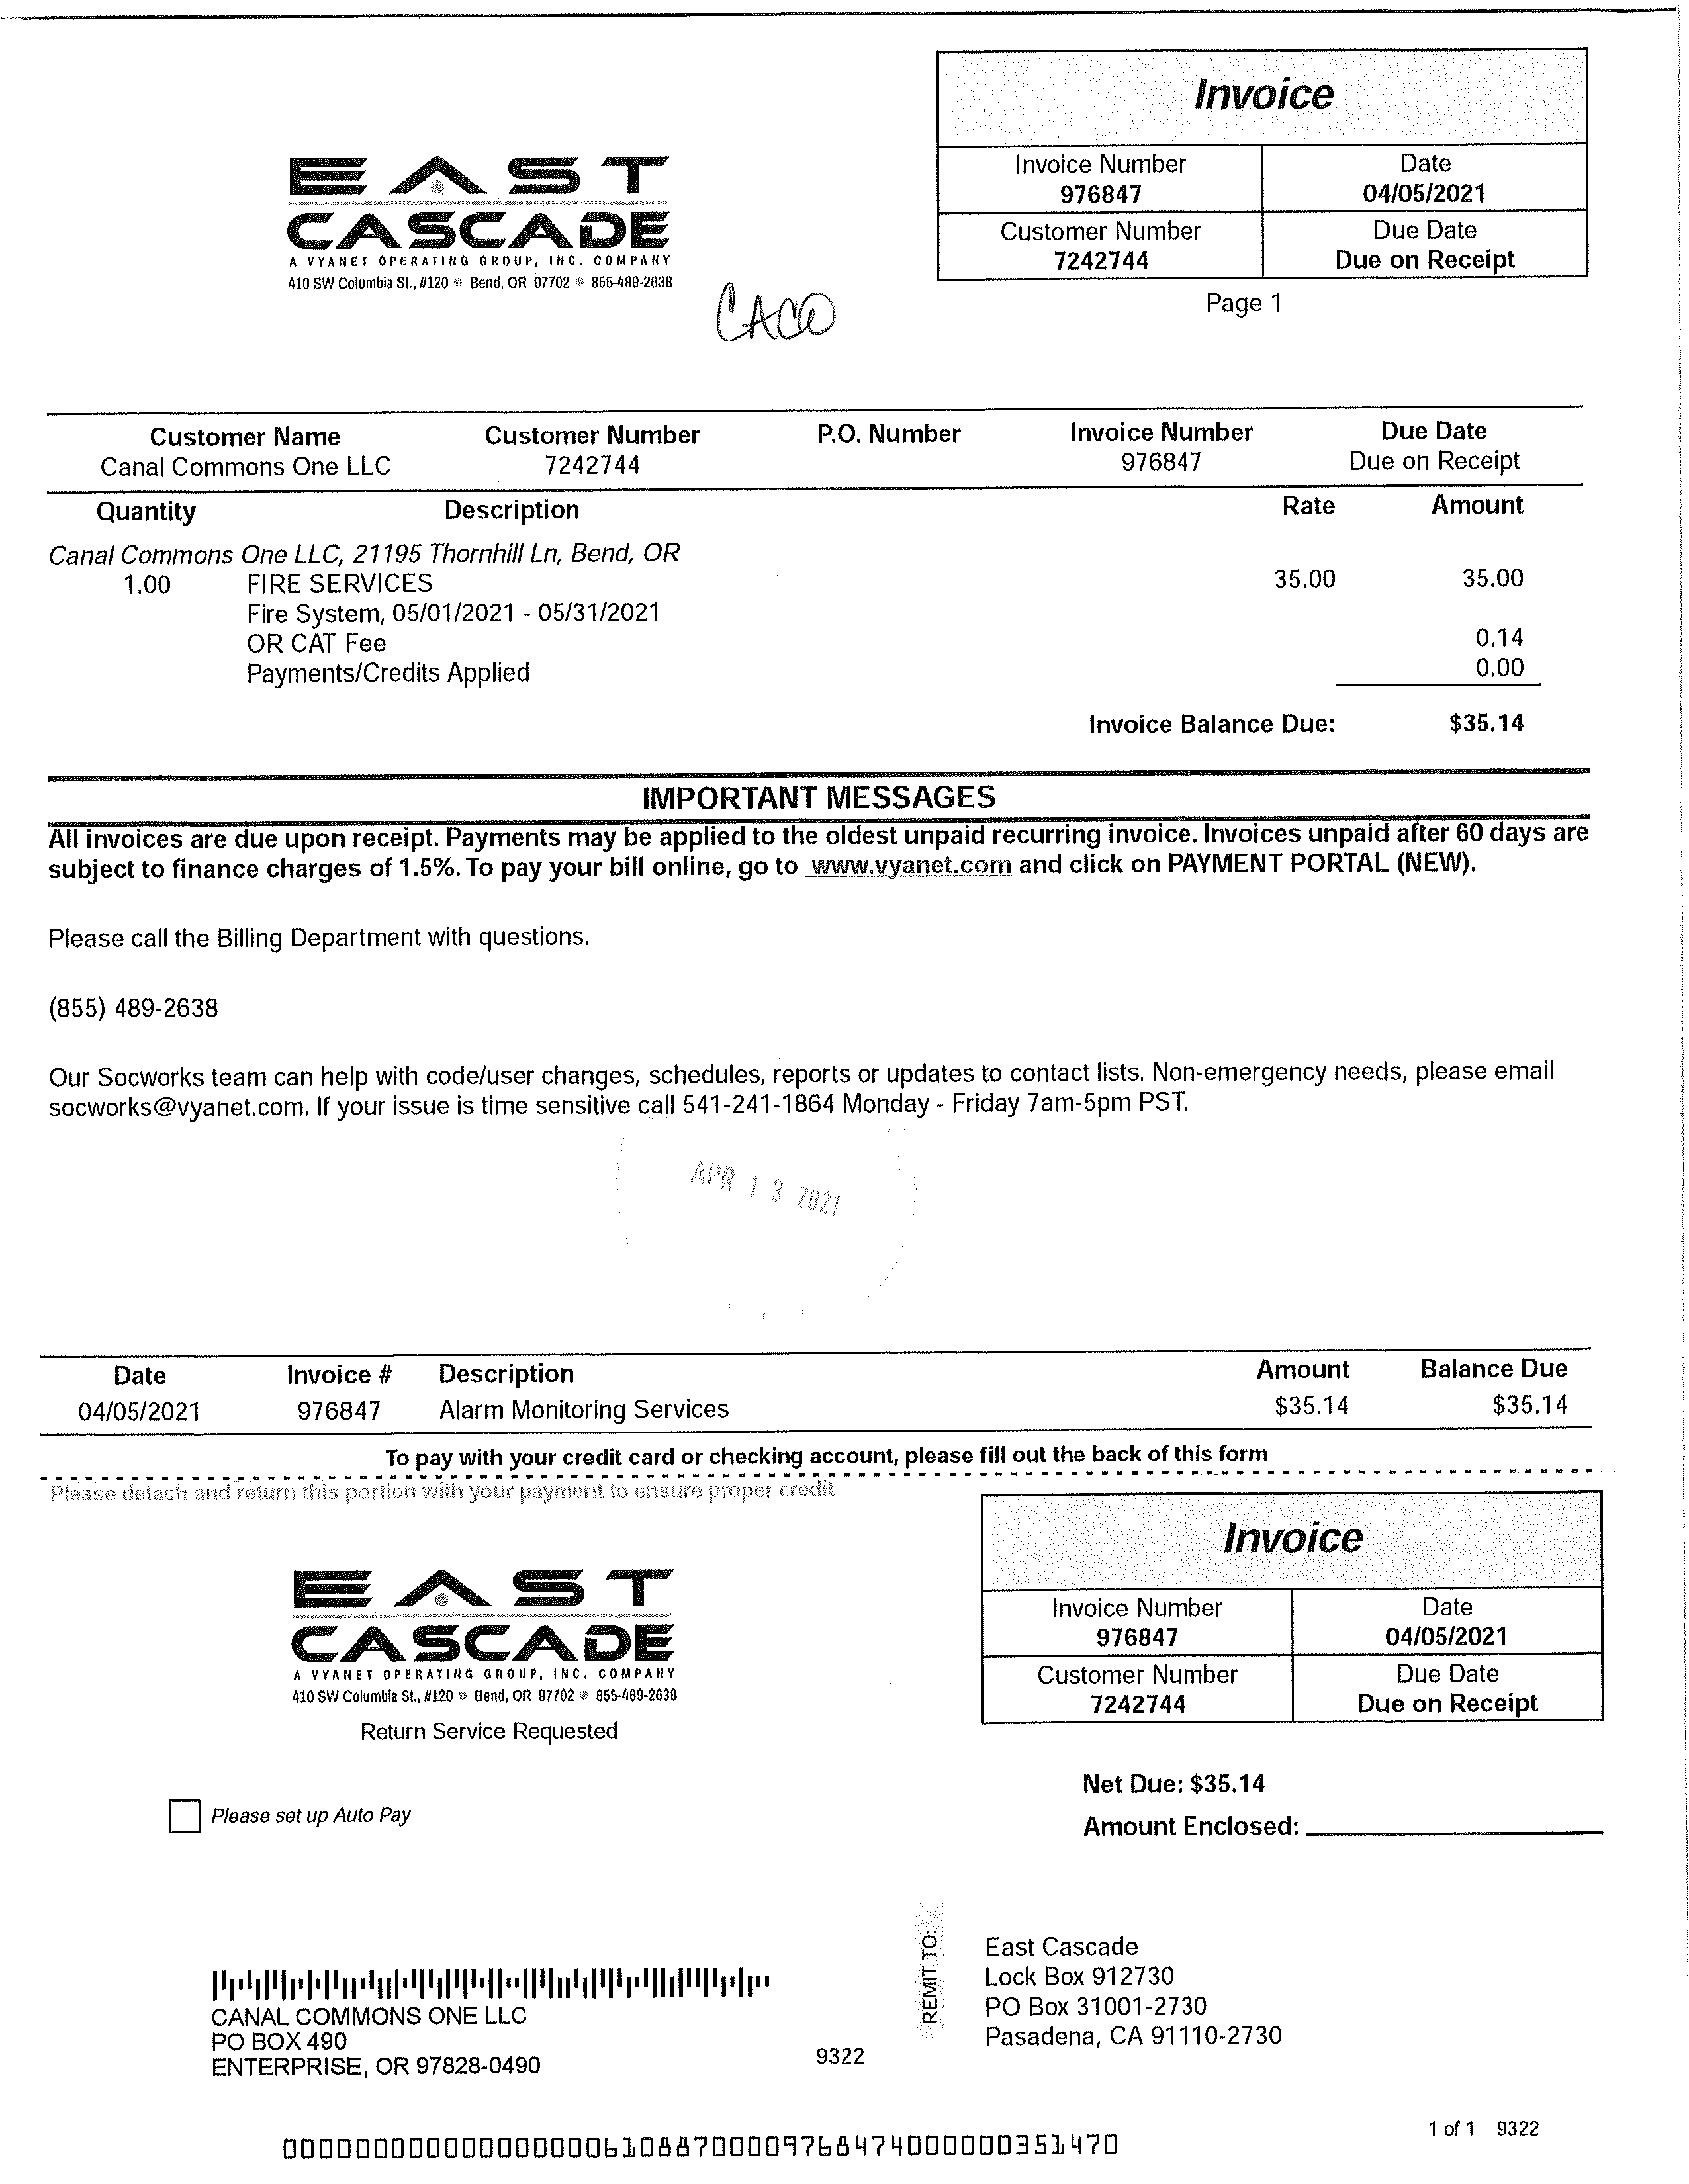 Invoice
Invoice Number Date
976847 04/05/2021
Customer Number Due Date
7242744 Due on Receipt
Page 1
EAST
CASCADE
A VYANET OPERATING GROUP, INC. COMPANY
410 SW Columbia St., #120 Bend, OR 97702 855-489-2638
CACO
Customer Name Customer Number P.O. Number Invoice Number Due Date
Canal Commons One LLC 7242744 976847 Due on Receipt
Quantity Description Rate Amount
Canal Commons One LLC, 21195 Thornhill Ln, Bend, OR
1.00 FIRE SERVICES 35.00 35.00
Fire System, 05/01/2021 - 05/31/2021
OR CAT Fee 0.14
Payments/Credits Applied 0.00
Invoice Balance Due: $35.14
IMPORTANT MESSAGES
All invoices are due upon receipt. Payments may be applied to the oldest unpaid recurring invoice. Invoices unpaid after 60 days are
subject to finance charges of 1.5%. To pay your bill online, go to www.vyanet.com and click on PAYMENT PORTAL (NEW).
Please call the Billing Department with questions.
(855) 489-2638
Our Socworks team can help with code/user changes, schedules, reports or updates to contact lists. Non-emergency needs, please email
socworks@vyanet.com. If your issue is time sensitive call 541-241-1864 Monday - Friday 7am-5pm PST.
APR 13 2021
Date Invoice # Description Amount Balance Due
04/05/2021 976847 Alarm Monitoring Services $35.14 $35.14
To pay with your credit card or checking account, please fill out the back of this form
Please detach and return this portion with your payment to ensure proper credit
Invoice
Invoice Number Date
976847 04/05/2021
Customer Number Due Date
7242744 Due on Receipt
EAST
CASCADE
A VYANET OPERATING GROUP, INC. COMPANY
410 SW Columbia St., #120 Bend, OR 97702 855-489-2638
Return Service Requested
Net Due: $35.14
Please set up Auto Pay
Amount Enclosed:
REMIT TO:
East Cascade
Lock Box 912730
PO Box 31001-2730
Pasadena, CA 91110-2730
CANAL COMMONS ONE LLC
PO BOX 490
ENTERPRISE, OR 97828-0490
9322
1 of 1 9322
000000000000000000610887000097684740000000351470